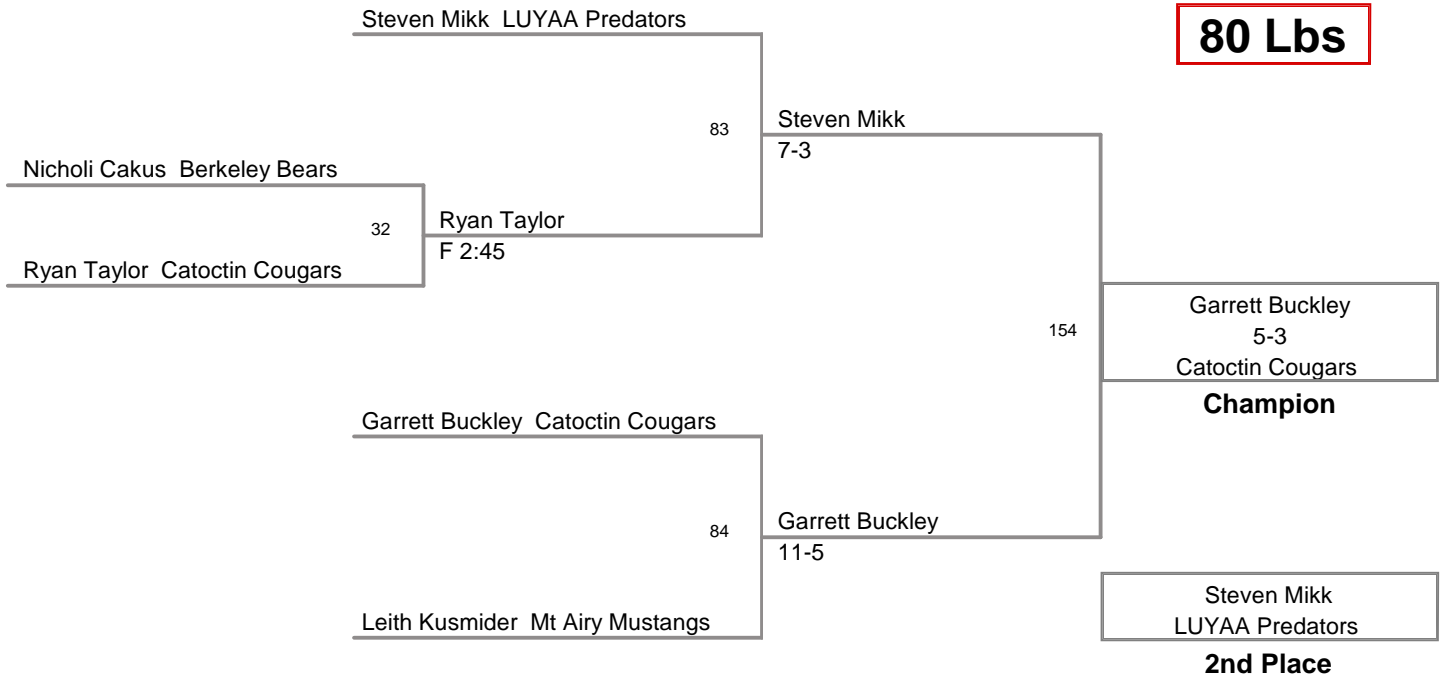 Steven Mikk LUYAA Predators
80 Lbs
83
Steven Mikk
7-3
Nicholi Cakus Berkeley Bears
32
Ryan Taylor
F 2:45
Ryan Taylor Catoctin Cougars
154
Garrett Buckley
5-3
Catoctin Cougars
Champion
Garrett Buckley Catoctin Cougars
84
Garrett Buckley
11-5
Leith Kusmider Mt Airy Mustangs
Steven Mikk
LUYAA Predators
2nd Place